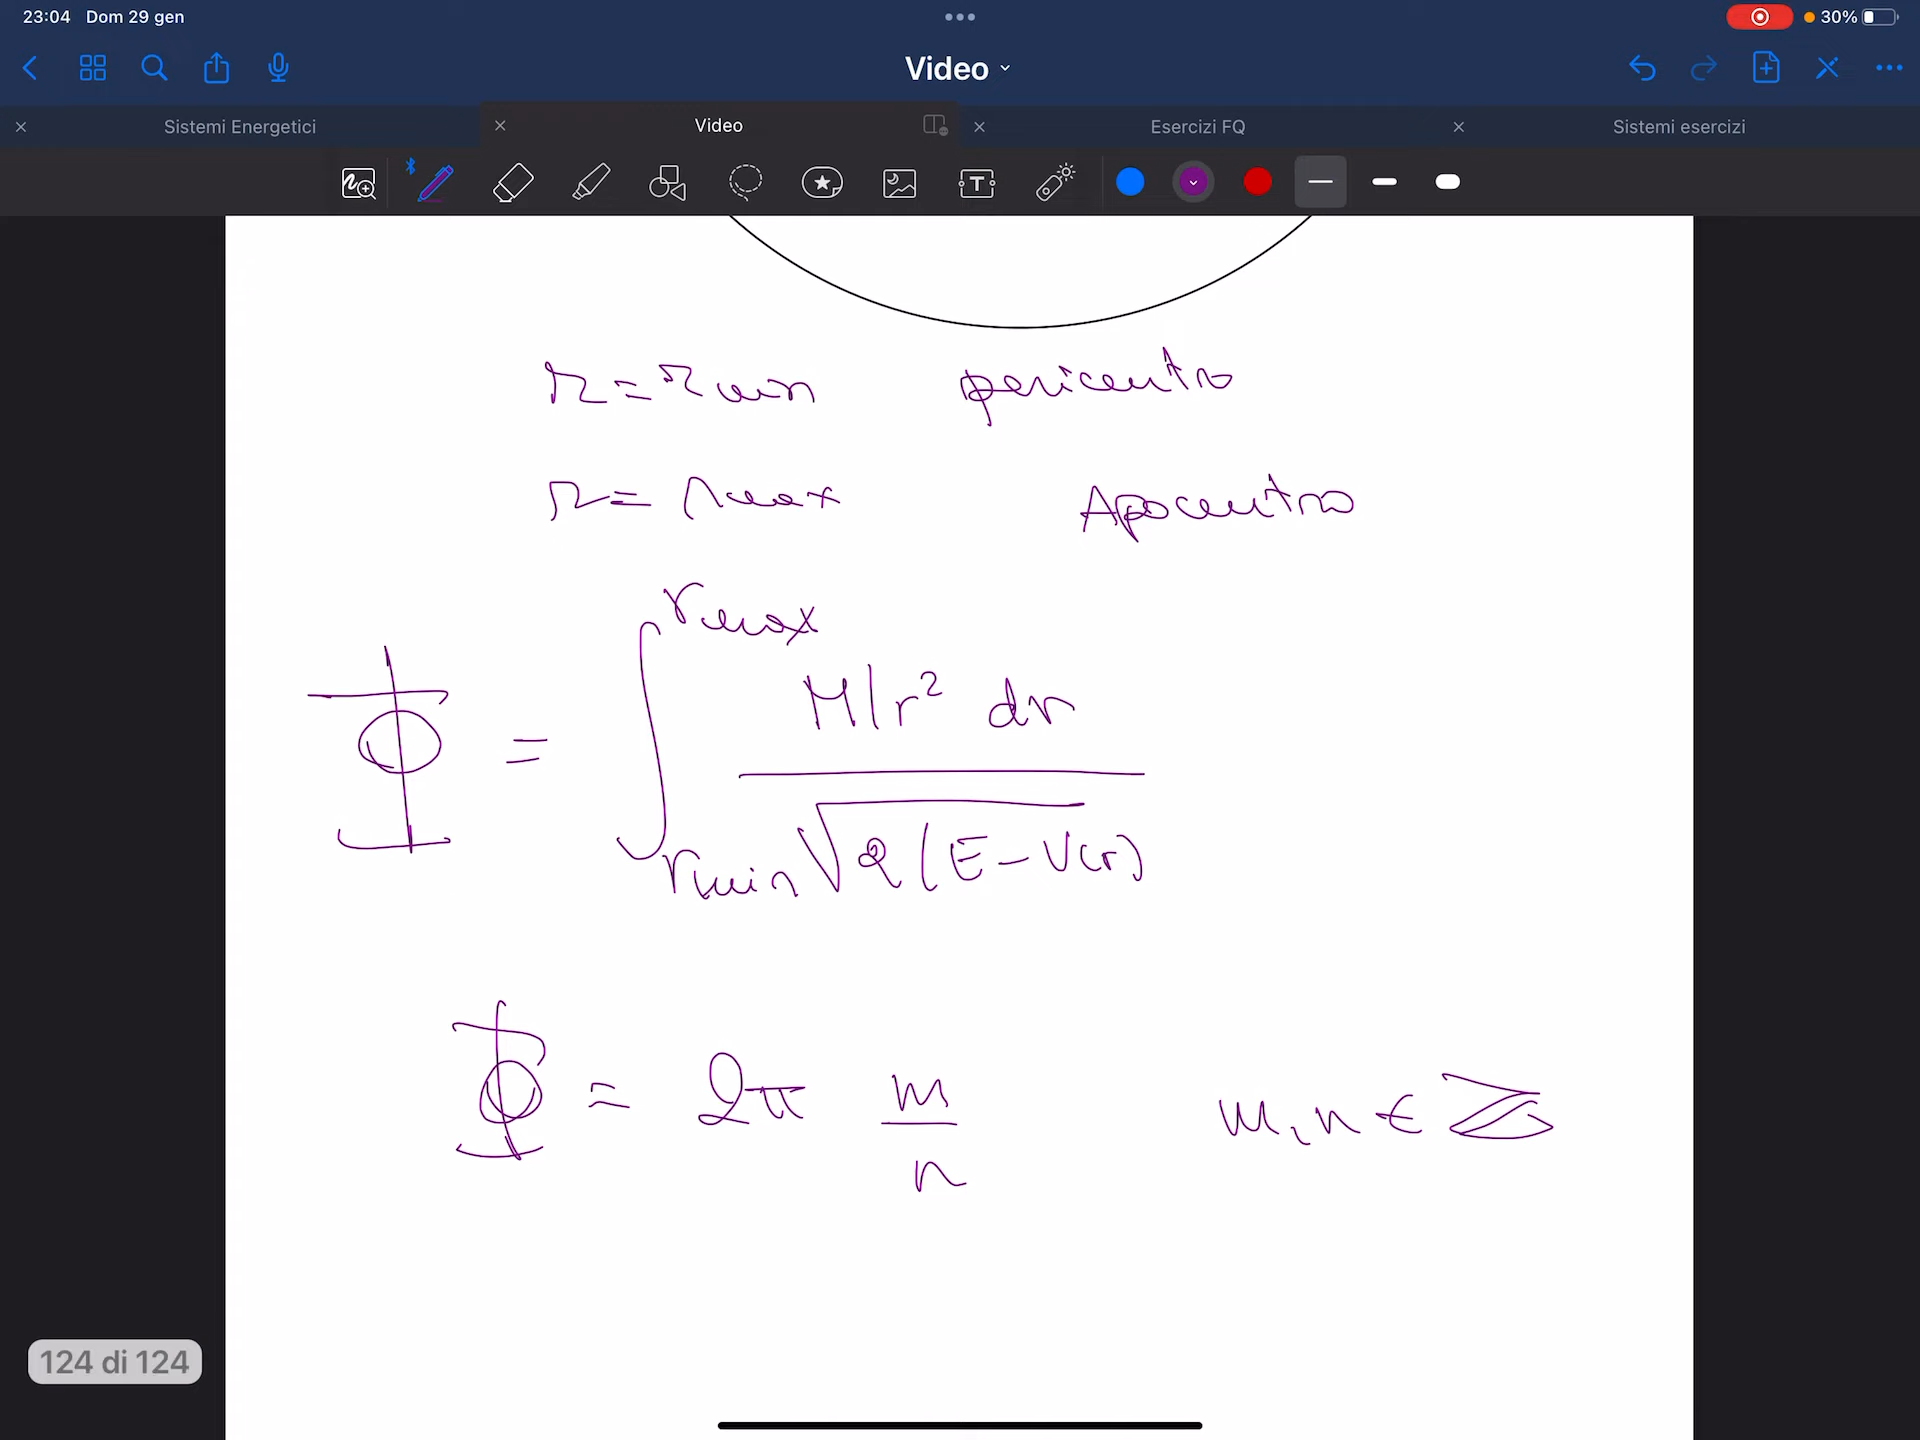 23:04 Dom 29 gen
30%
Video
Sistemi Energetici
Video
Esercizi FQ
Sistemi esercizi
r = r min pericentro
r = r max Apocentro
Φ = ∫ r min r max M/r² dr / √2(E-V(r)
Φ = 2π m/n m, n ∈ ℤ
124 di 124